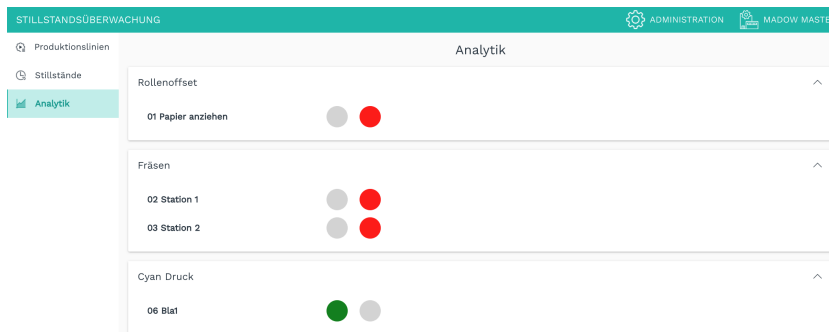 STILLSTANDSÜBERWACHUNG
ADMINISTRATION
MADOW MASTE
Produktionslinien
Stillstände
Analytik
Analytik
Rollenoffset
01 Papier anziehen
Fräsen
02 Station 1
03 Station 2
Cyan Druck
06 Bla1